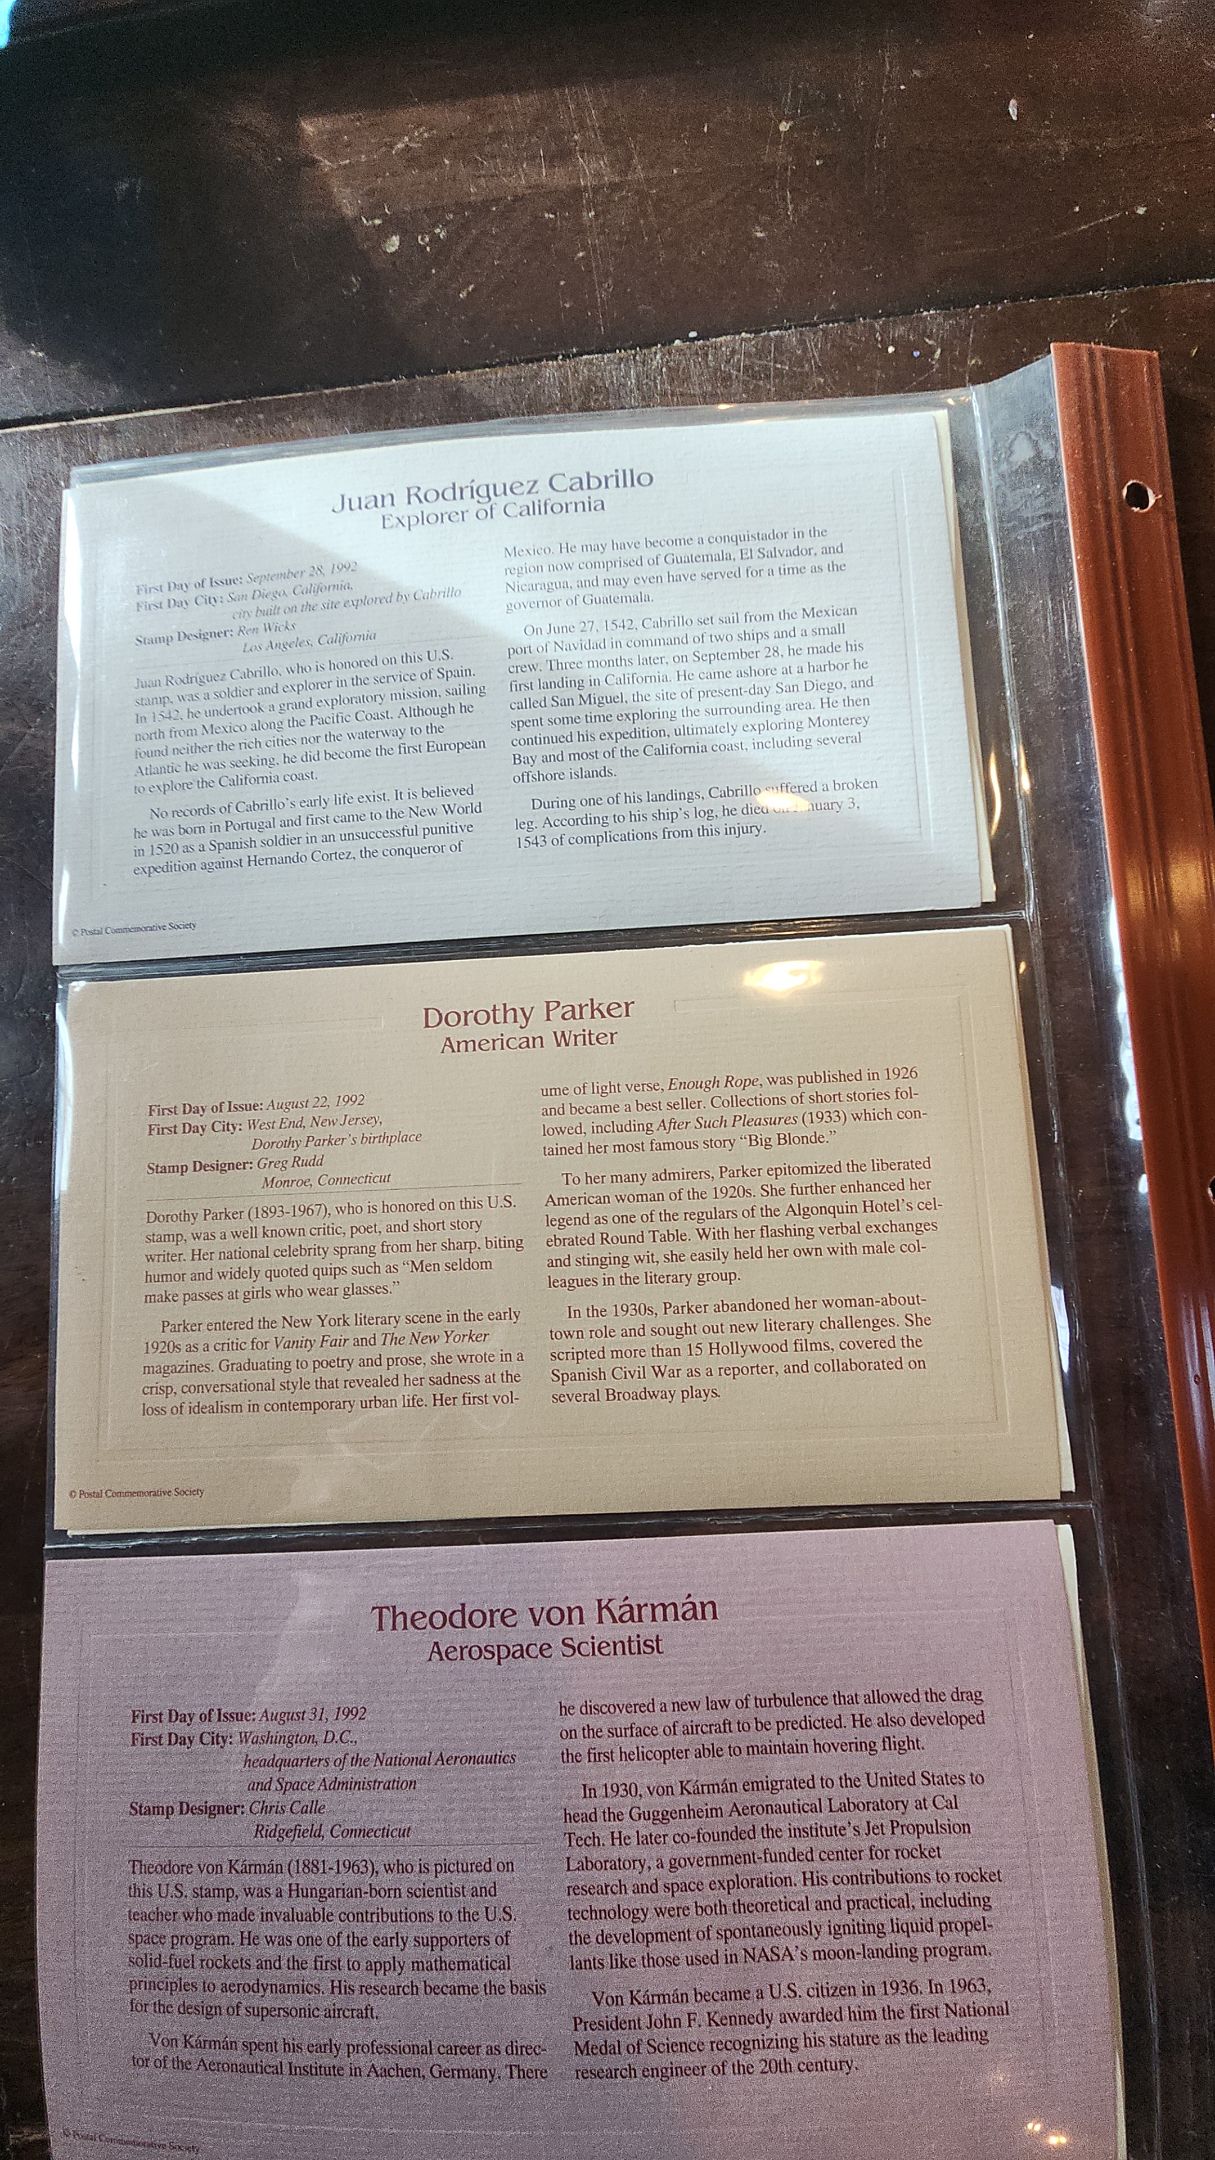 Juan Rodríguez Cabrillo
Explorer of California
First Day of Issue: September 28, 1992
First Day City: San Diego, California,
city built on the site explored by Cabrillo
Stamp Designer: Ren Wicks
Los Angeles, California
Juan Rodríguez Cabrillo, who is honored on this U.S.
stamp, was a soldier and explorer in the service of Spain.
In 1542, he undertook a grand exploratory mission, sailing
north from Mexico along the Pacific Coast. Although he
found neither the rich cities nor the waterway to the
Atlantic he was seeking, he did become the first European
to explore the California coast.
No records of Cabrillo's early life exist. It is believed
he was born in Portugal and first came to the New World
in 1520 as a Spanish soldier in an unsuccessful punitive
expedition against Hernando Cortez, the conqueror of
Mexico. He may have become a conquistador in the
region now comprised of Guatemala, El Salvador, and
Nicaragua, and may even have served for a time as the
governor of Guatemala.
On June 27, 1542, Cabrillo set sail from the Mexican
port of Navidad in command of two ships and a small
crew. Three months later, on September 28, he made his
first landing in California. He came ashore at a harbor he
called San Miguel, the site of present-day San Diego, and
spent some time exploring the surrounding area. He then
continued his expedition, ultimately exploring Monterey
Bay and most of the California coast, including several
offshore islands.
During one of his landings, Cabrillo suffered a broken
leg. According to his ship's log, he died on January 3,
1543 of complications from this injury.
© Postal Commemorative Society
Dorothy Parker
American Writer
First Day of Issue: August 22, 1992
First Day City: West End, New Jersey,
Dorothy Parker's birthplace
Stamp Designer: Greg Rudd
Monroe, Connecticut
Dorothy Parker (1893-1967), who is honored on this U.S.
stamp, was a well known critic, poet, and short story
writer. Her national celebrity sprang from her sharp, biting
humor and widely quoted quips such as "Men seldom
make passes at girls who wear glasses."
Parker entered the New York literary scene in the early
1920s as a critic for Vanity Fair and The New Yorker
magazines. Graduating to poetry and prose, she wrote in a
crisp, conversational style that revealed her sadness at the
loss of idealism in contemporary urban life. Her first vol-
ume of light verse, Enough Rope, was published in 1926
and became a best seller. Collections of short stories fol-
lowed, including After Such Pleasures (1933) which con-
tained her most famous story "Big Blonde."
To her many admirers, Parker epitomized the liberated
American woman of the 1920s. She further enhanced her
legend as one of the regulars of the Algonquin Hotel's cel-
ebrated Round Table. With her flashing verbal exchanges
and stinging wit, she easily held her own with male col-
leagues in the literary group.
In the 1930s, Parker abandoned her woman-about-
town role and sought out new literary challenges. She
scripted more than 15 Hollywood films, covered the
Spanish Civil War as a reporter, and collaborated on
several Broadway plays.
© Postal Commemorative Society
Theodore von Kármán
Aerospace Scientist
First Day of Issue: August 31, 1992
First Day City: Washington, D.C.,
headquarters of the National Aeronautics
and Space Administration
Stamp Designer: Chris Calle
Ridgefield, Connecticut
Theodore von Kármán (1881-1963), who is pictured on
this U.S. stamp, was a Hungarian-born scientist and
teacher who made invaluable contributions to the U.S.
space program. He was one of the early supporters of
solid-fuel rockets and the first to apply mathematical
principles to aerodynamics. His research became the basis
for the design of supersonic aircraft.
Von Kármán spent his early professional career as direc-
tor of the Aeronautical Institute in Aachen, Germany. There
he discovered a new law of turbulence that allowed the drag
on the surface of aircraft to be predicted. He also developed
the first helicopter able to maintain hovering flight.
In 1930, von Kármán emigrated to the United States to
head the Guggenheim Aeronautical Laboratory at Cal
Tech. He later co-founded the institute's Jet Propulsion
Laboratory, a government-funded center for rocket
research and space exploration. His contributions to rocket
technology were both theoretical and practical, including
the development of spontaneously igniting liquid propel-
lants like those used in NASA's moon-landing program.
Von Kármán became a U.S. citizen in 1936. In 1963,
President John F. Kennedy awarded him the first National
Medal of Science recognizing his stature as the leading
research engineer of the 20th century.
© Postal Commemorative Society